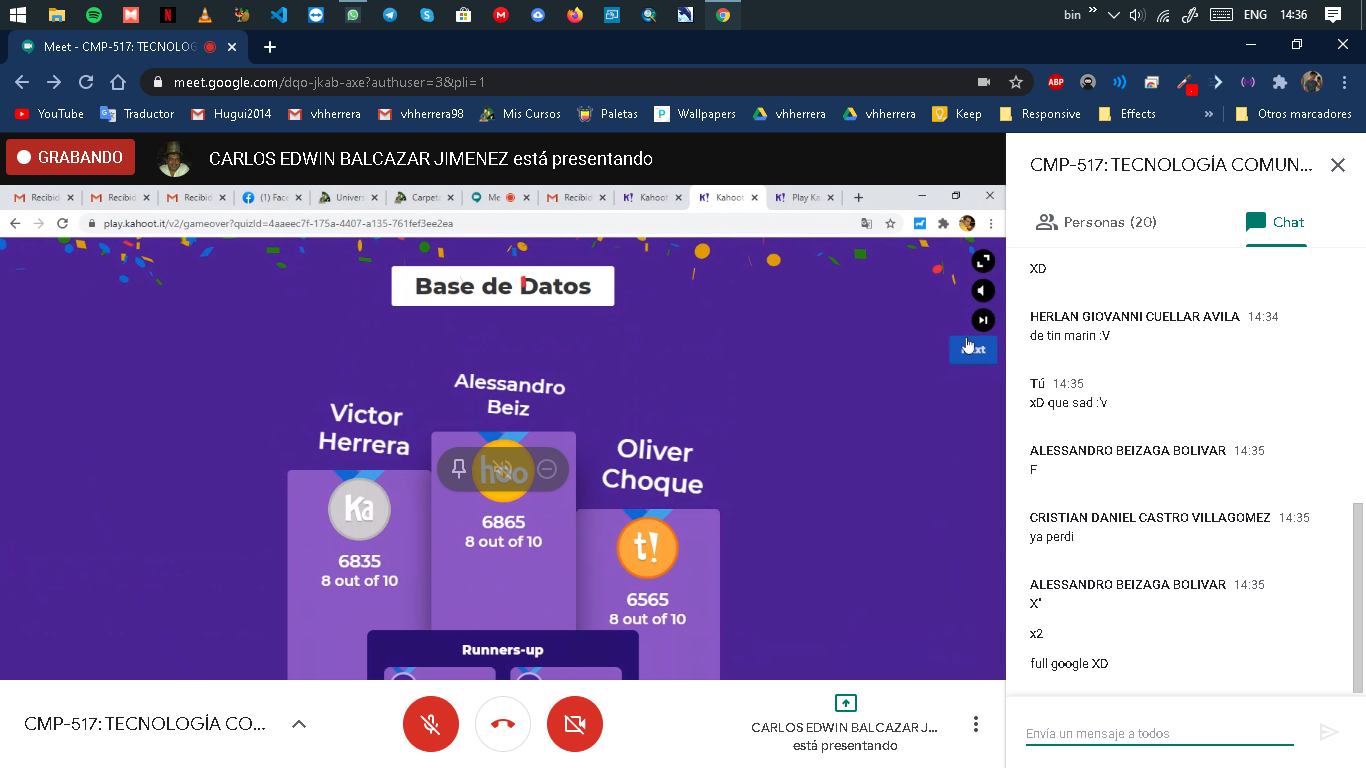 bin
ENG
14:36
Meet - CMP-517: TECNOLOG
meet.google.com/dqo-jkab-axe?authuser=3&pli=1
ABP
YouTube
Traductor
Hugui2014
vhherrera
vhherrera98
Mis Cursos
Paletas
Wallpapers
vhherrera
vhherrera
Keep
Responsive
Effects
»
Otros marcadores
GRABANDO
CARLOS EDWIN BALCAZAR JIMENEZ está presentando
Recibid
Recibid
Recibid
(1) Fac
Univers
Carpet
Me
Recibid
Kahoot
Kahoot
Play Ka
play.kahoot.it/v2/gameover?quizId=4aaeec7f-175a-4407-a135-761fef3ee2ea
Base de Datos
Alessandro
Beiz
Victor
Herrera
Oliver
Choque
hoo
6865
8 out of 10
Ka
6835
8 out of 10
t!
6565
8 out of 10
Runners-up
CMP-517: TECNOLOGÍA CO...
CARLOS EDWIN BALCAZAR J...
está presentando
CMP-517: TECNOLOGÍA COMUN...
Personas (20)
Chat
XD
HERLAN GIOVANNI CUELLAR AVILA 14:34
de tin marin :V
Tú 14:35
xD que sad :'v
ALESSANDRO BEIZAGA BOLIVAR 14:35
F
CRISTIAN DANIEL CASTRO VILLAGOMEZ 14:35
ya perdi
ALESSANDRO BEIZAGA BOLIVAR 14:35
X"
x2
full google XD
Envía un mensaje a todos